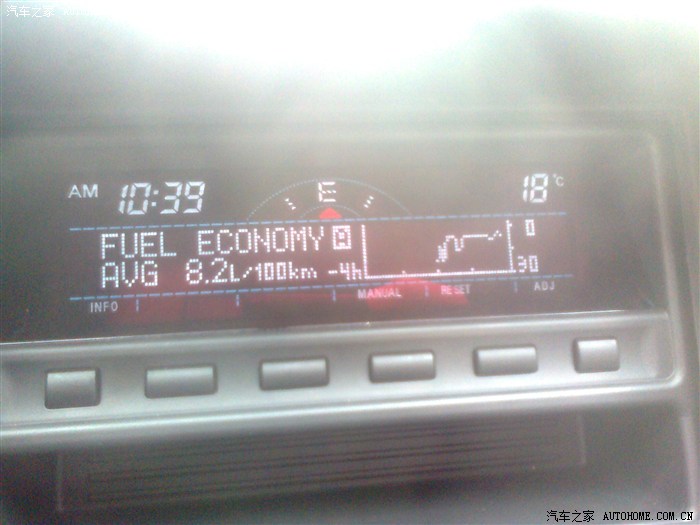 汽车之家
AM 10:39 E 18°C
FUEL ECONOMY A 0
AVG 8.2L/100km -4h 30
INFO MANUAL RESET ADJ
汽车之家 AUTOHOME.COM.CN